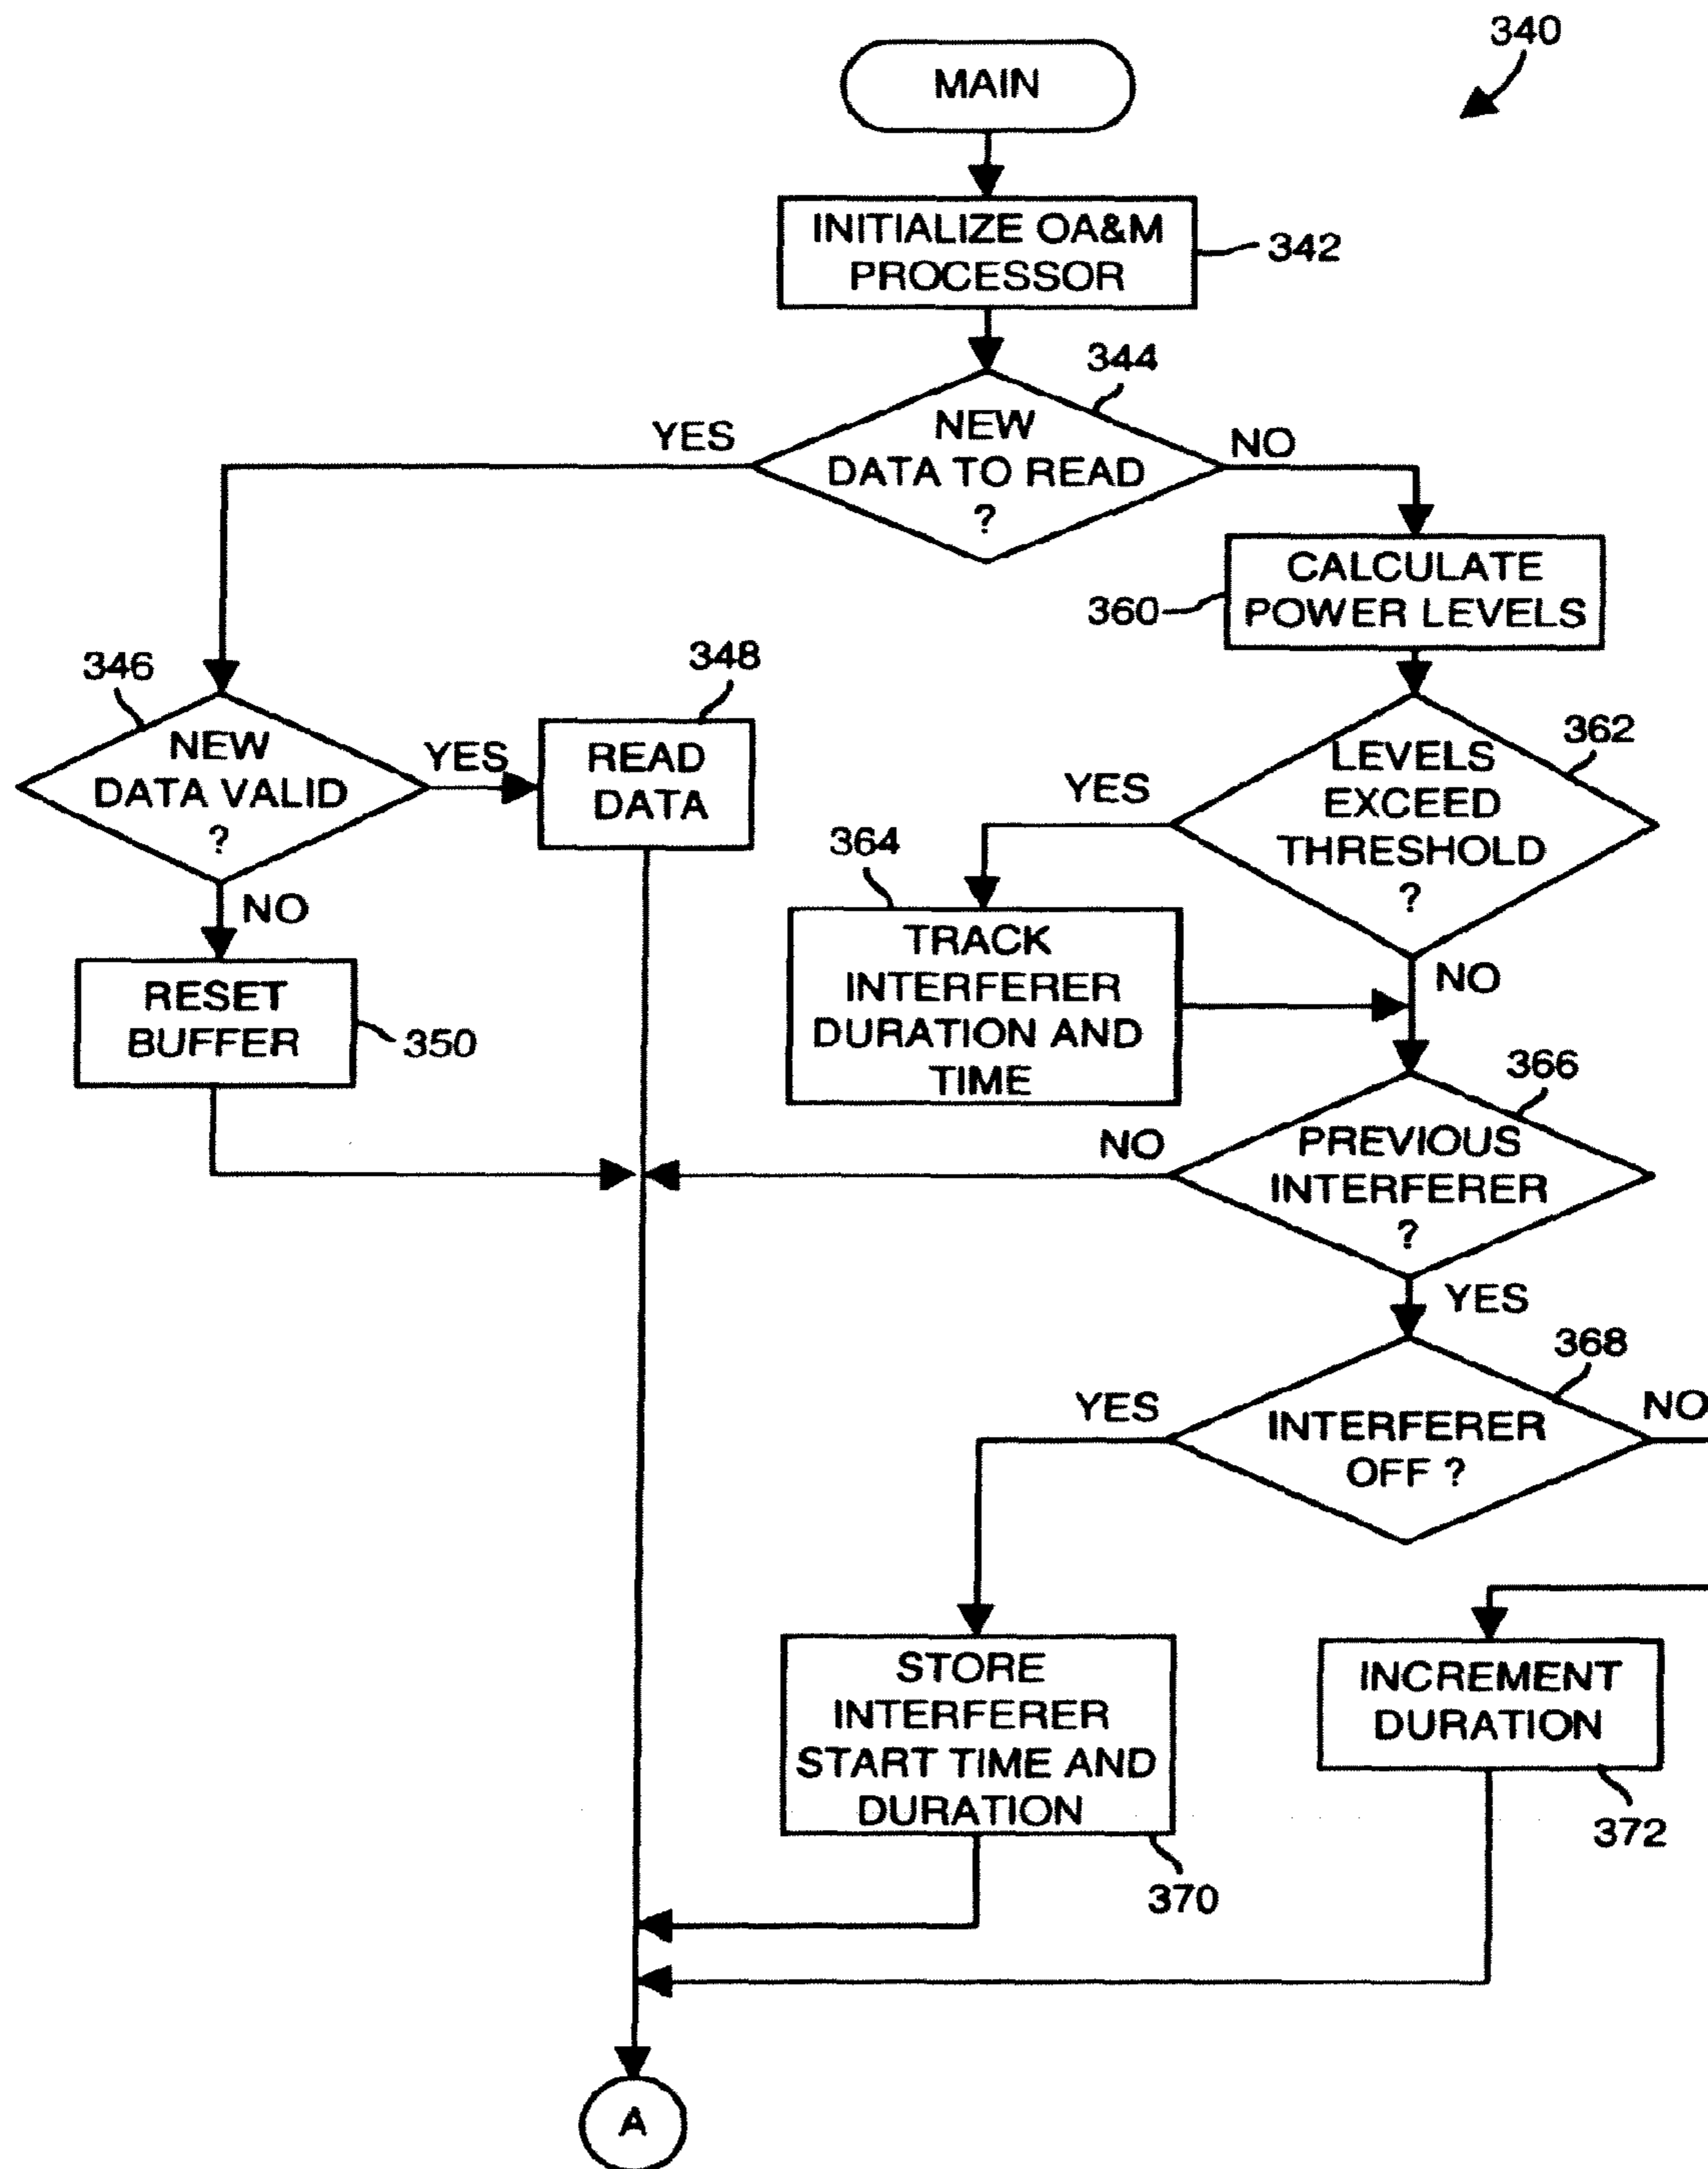 340
MAIN
INITIALIZE OA&M
PROCESSOR
342
344
NEW
DATA TO READ
?
YES
NO
CALCULATE
POWER LEVELS
360
346
NEW
DATA VALID
?
YES
348
READ
DATA
362
LEVELS
EXCEED
THRESHOLD
?
YES
364
TRACK
INTERFERER
DURATION AND
TIME
NO
NO
RESET
BUFFER
350
366
PREVIOUS
INTERFERER
?
NO
YES
368
INTERFERER
OFF ?
YES
NO
STORE
INTERFERER
START TIME AND
DURATION
370
INCREMENT
DURATION
372
A